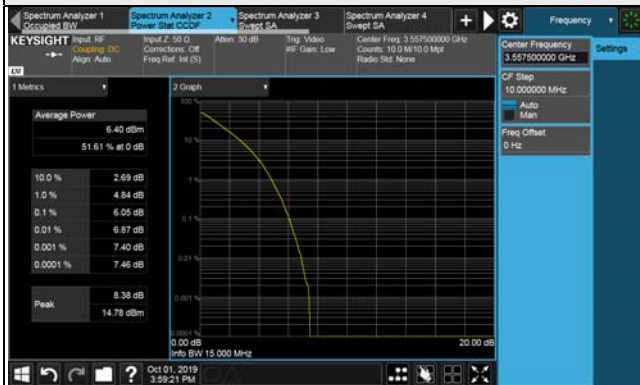 Spectrum Analyzer 1
Occupied BW
Spectrum Analyzer 2
Power Stat CCDF
Spectrum Analyzer 3
Swept SA
Spectrum Analyzer 4
Swept SA
Frequency
KEYSIGHT
Input: RF
Coupling: DC
Align: Auto
Input Z: 50 Ω
Corrections: Off
Freq Ref: Int (S)
Atten: 30 dB
Trig: Video
#IF Gain: Low
Center Freq: 3.557500000 GHz
Counts: 10.0 M/10.0 Mpt
Radio Std: None
Center Frequency
3.557500000 GHz
Settings
CF Step
10.000000 MHz
Auto
Man
Freq Offset
0 Hz
1 Metrics
Average Power
6.40 dBm
51.61 % at 0 dB
10.0 % 2.69 dB
1.0 % 4.84 dB
0.1 % 6.05 dB
0.01 % 6.87 dB
0.001 % 7.40 dB
0.0001 % 7.46 dB
Peak 8.38 dB
14.78 dBm
2 Graph
100 %
10 %
1 %
0.1 %
0.01 %
0.001 %
0.0001 %
0.00 dB
20.00 dB
Info BW 15.000 MHz
?
Oct 01, 2019
3:59:21 PM